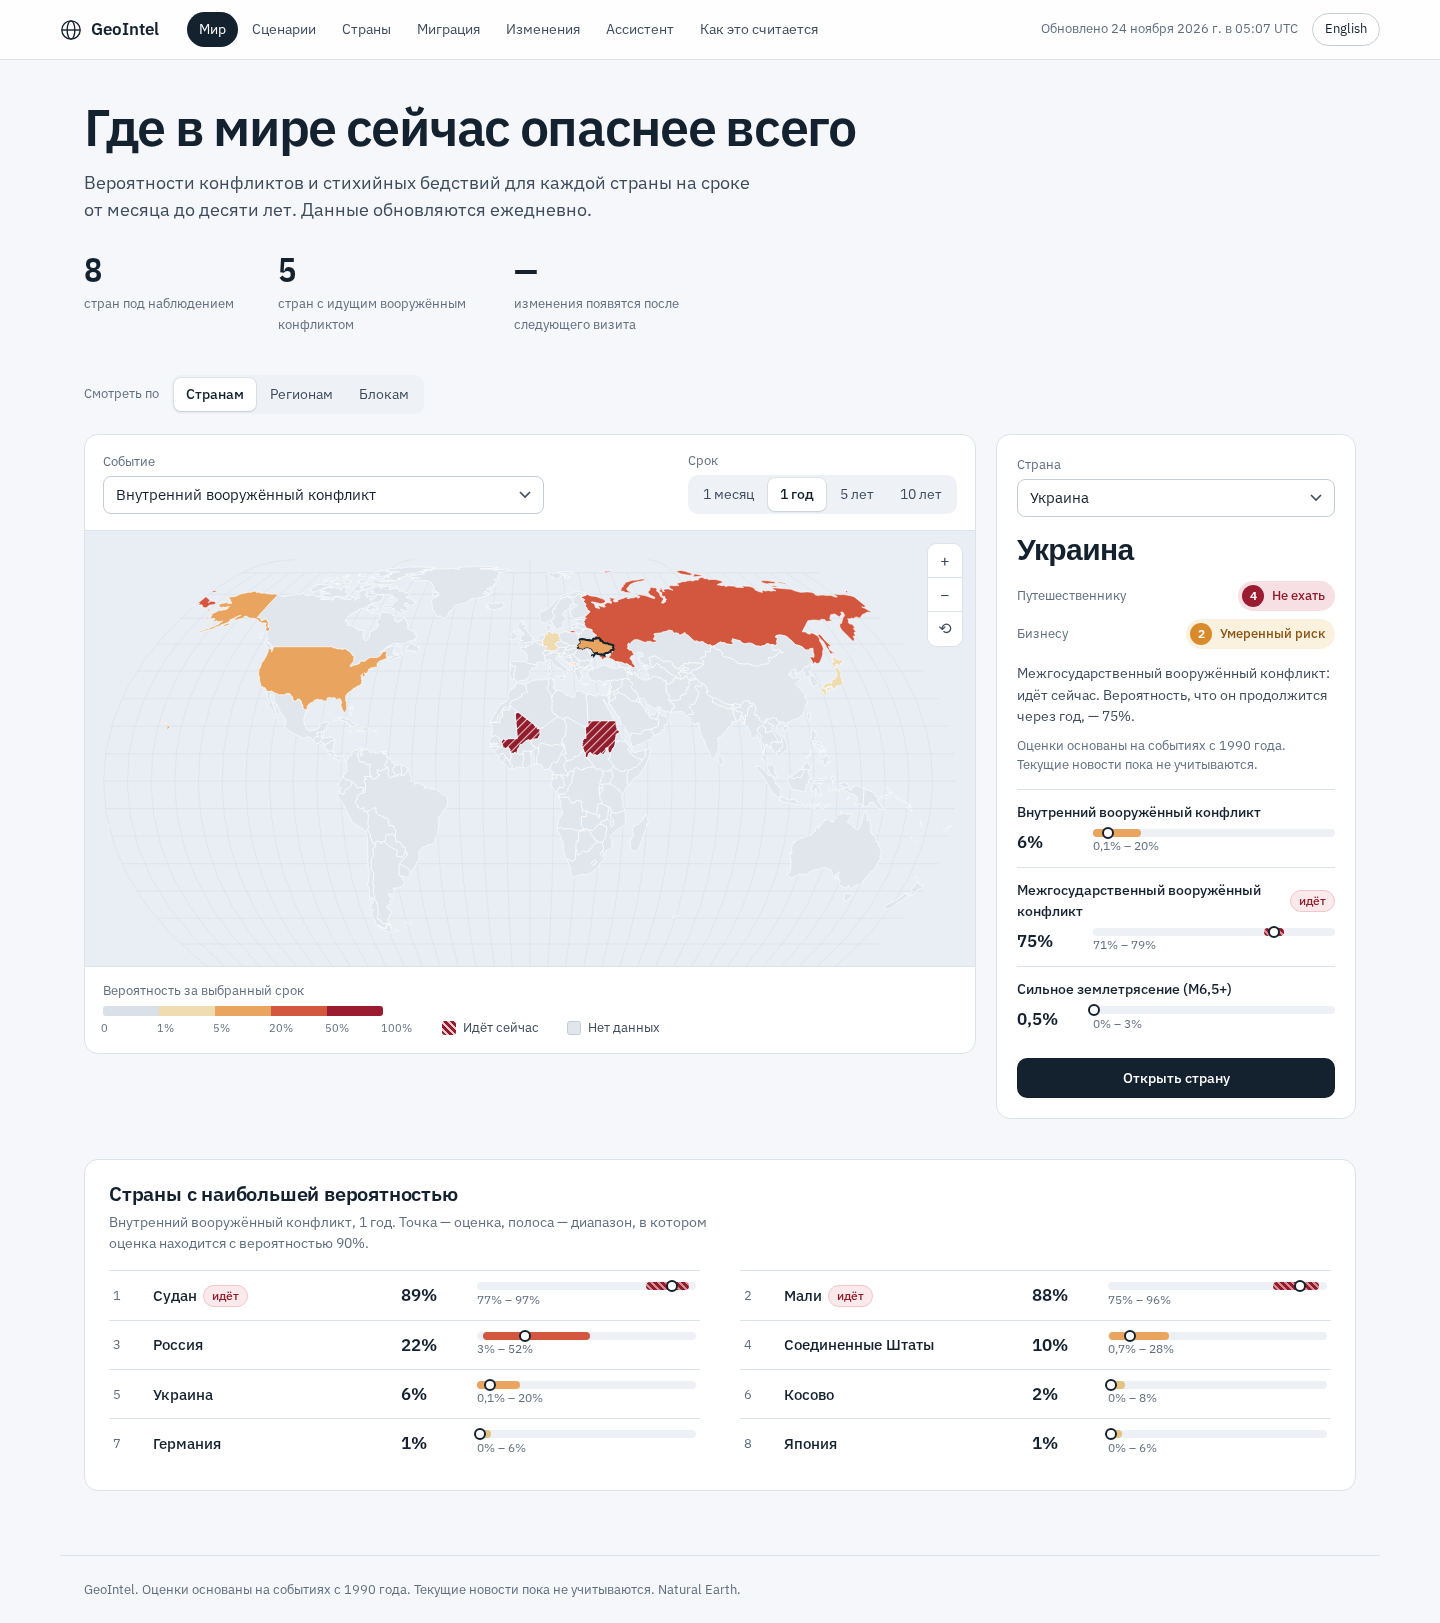 GeoIntel
Мир
Сценарии
Страны
Миграция
Изменения
Ассистент
Как это считается
Обновлено 24 ноября 2026 г. в 05:07 UTC
English
Где в мире сейчас опаснее всего
Вероятности конфликтов и стихийных бедствий для каждой страны на сроке
от месяца до десяти лет. Данные обновляются ежедневно.
8
стран под наблюдением
5
стран с идущим вооружённым
конфликтом
—
изменения появятся после
следующего визита
Смотреть по
Странам
Регионам
Блокам
Событие
Внутренний вооружённый конфликт
Срок
1 месяц
1 год
5 лет
10 лет
+
−
⟲
Вероятность за выбранный срок
0
1%
5%
20%
50%
100%
Идёт сейчас
Нет данных
Страна
Украина
Украина
Путешественнику
4 Не ехать
Бизнесу
2 Умеренный риск
Межгосударственный вооружённый конфликт:
идёт сейчас. Вероятность, что он продолжится
через год, — 75%.
Оценки основаны на событиях с 1990 года.
Текущие новости пока не учитываются.
Внутренний вооружённый конфликт
6%
0,1% – 20%
Межгосударственный вооружённый
конфликт
идёт
75%
71% – 79%
Сильное землетрясение (M6,5+)
0,5%
0% – 3%
Открыть страну
Страны с наибольшей вероятностью
Внутренний вооружённый конфликт, 1 год. Точка — оценка, полоса — диапазон, в котором
оценка находится с вероятностью 90%.
1 Судан идёт 89% 77% – 97%
2 Мали идёт 88% 75% – 96%
3 Россия 22% 3% – 52%
4 Соединенные Штаты 10% 0,7% – 28%
5 Украина 6% 0,1% – 20%
6 Косово 2% 0% – 8%
7 Германия 1% 0% – 6%
8 Япония 1% 0% – 6%
GeoIntel. Оценки основаны на событиях с 1990 года. Текущие новости пока не учитываются. Natural Earth.